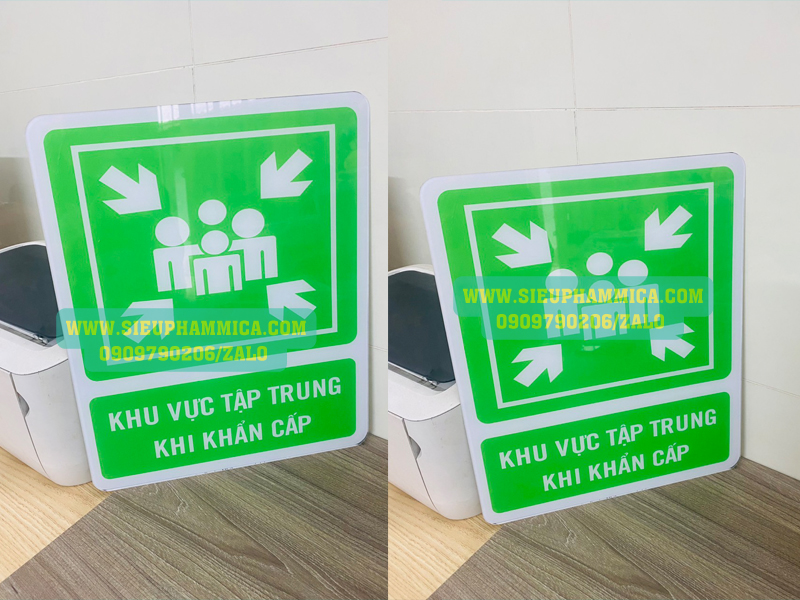 WWW.SIEUPHAMMICA.COM
0909790206/ZALO
KHU VỰC TẬP TRUNG
KHI KHẨN CẤP
WWW.SIEUPHAMMICA.COM
0909790206/ZALO
KHU VỰC TẬP TRUNG
KHI KHẨN CẤP